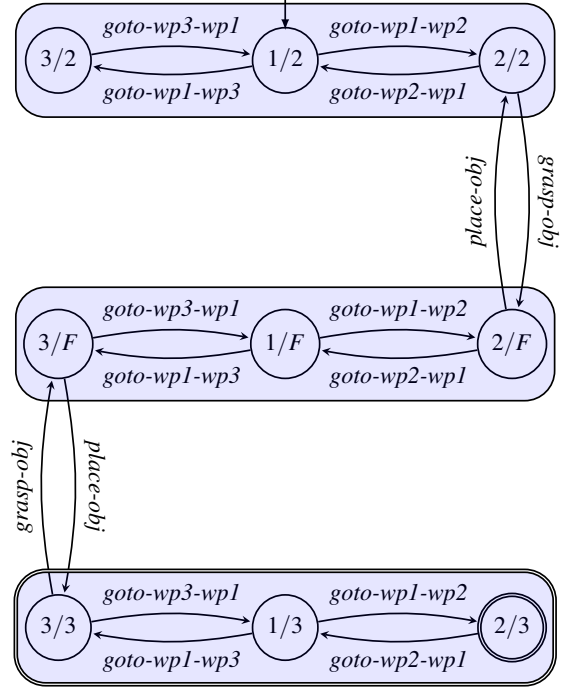 goto-wp3-wp1 goto-wp1-wp2
3/2 1/2 2/2
goto-wp1-wp3 goto-wp2-wp1
place-obj grasp-obj
goto-wp3-wp1 goto-wp1-wp2
3/F 1/F 2/F
goto-wp1-wp3 goto-wp2-wp1
grasp-obj place-obj
goto-wp3-wp1 goto-wp1-wp2
3/3 1/3 2/3
goto-wp1-wp3 goto-wp2-wp1